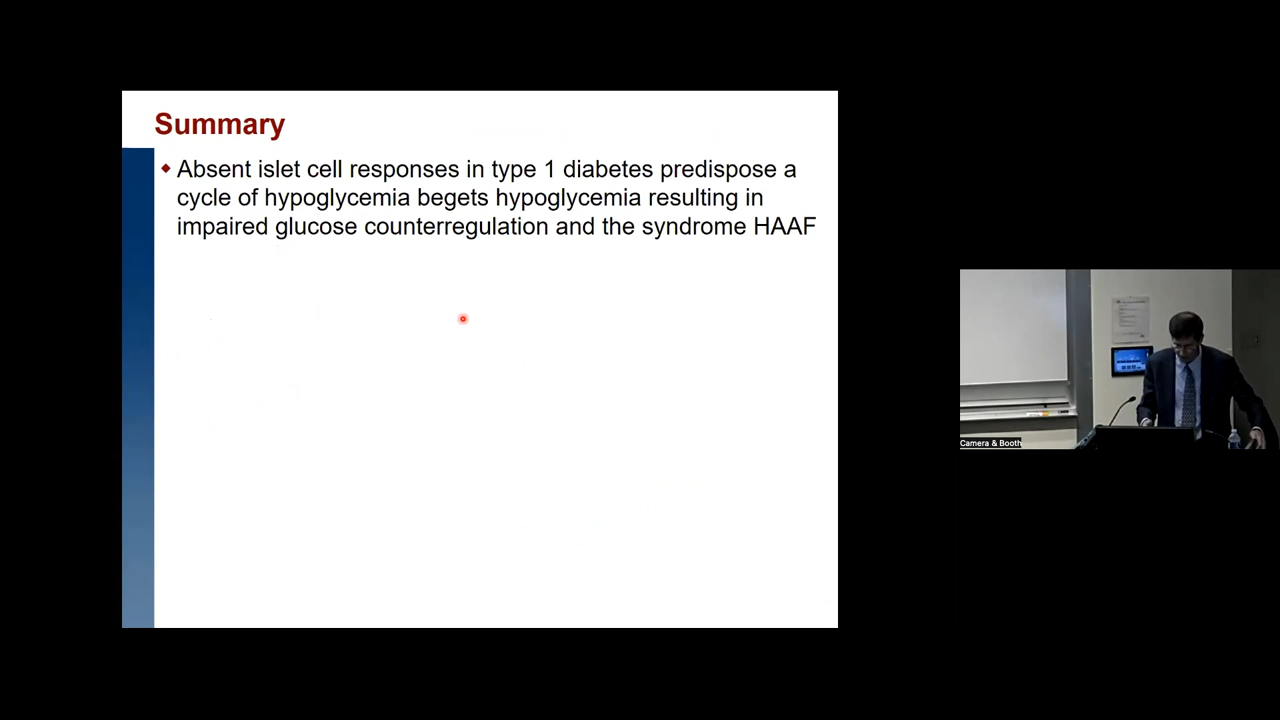 Summary
Absent islet cell responses in type 1 diabetes predispose a
cycle of hypoglycemia begets hypoglycemia resulting in
impaired glucose counterregulation and the syndrome HAAF
Camera & Booth